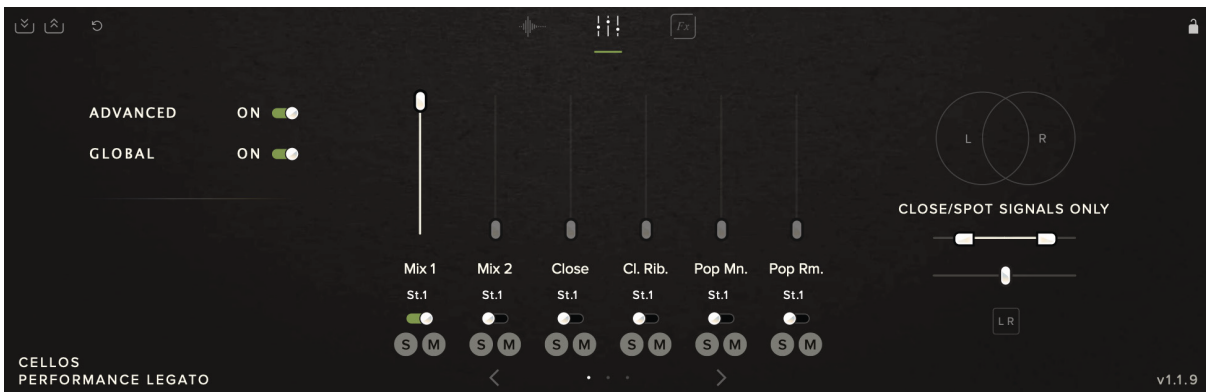 Fx
ADVANCED ON
GLOBAL ON
L R
CLOSE/SPOT SIGNALS ONLY
Mix 1 Mix 2 Close Cl. Rib. Pop Mn. Pop Rm.
St.1 St.1 St.1 St.1 St.1 St.1
L R
S M S M S M S M S M S M
CELLOS
PERFORMANCE LEGATO
v1.1.9